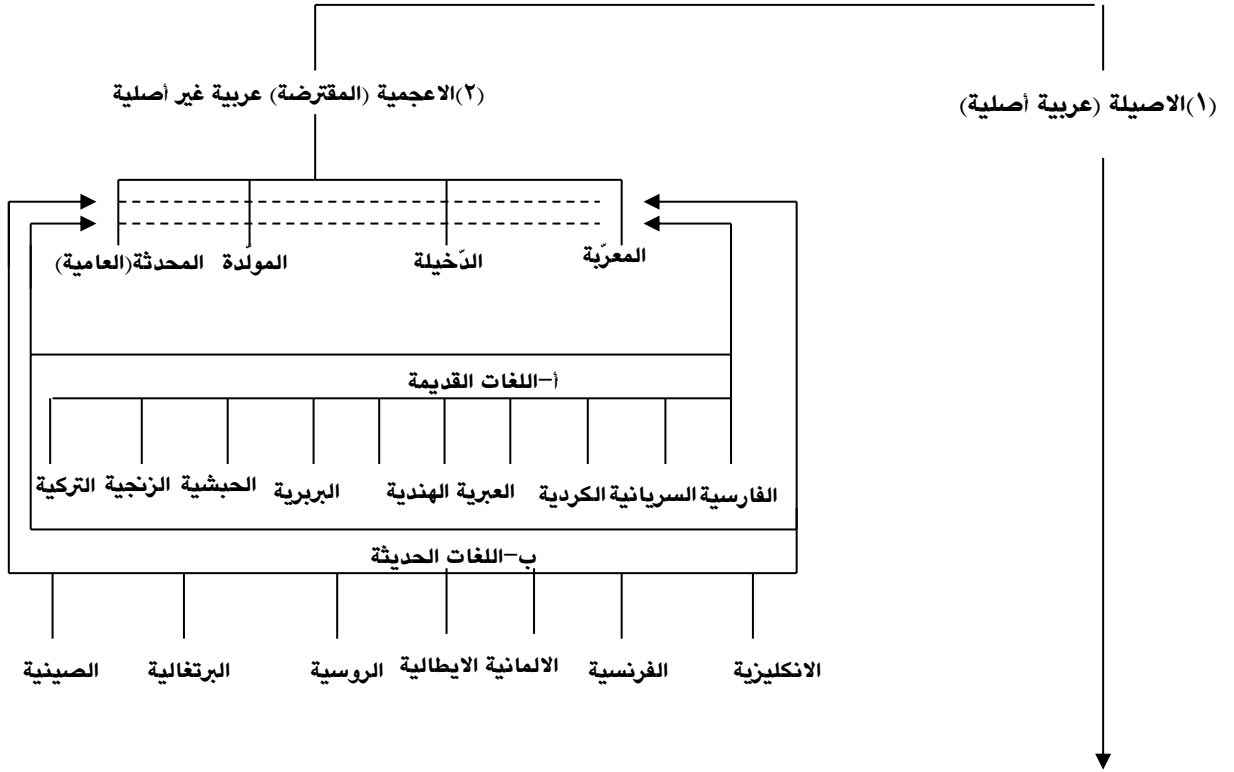 (١)الاصيلة (عربية أصلية)
(٢)الاعجمية (المقترضة) عربية غير أصلية
المعرّبة
الدّخيلة
المولّدة
المحدثة(العامية)
أ–اللغات القديمة
الفارسية السريانية الكردية العبرية الهندية البربرية الحبشية الزنجية التركية
ب–اللغات الحديثة
الانكليزية الفرنسية الالمانية الايطالية الروسية البرتغالية الصينية